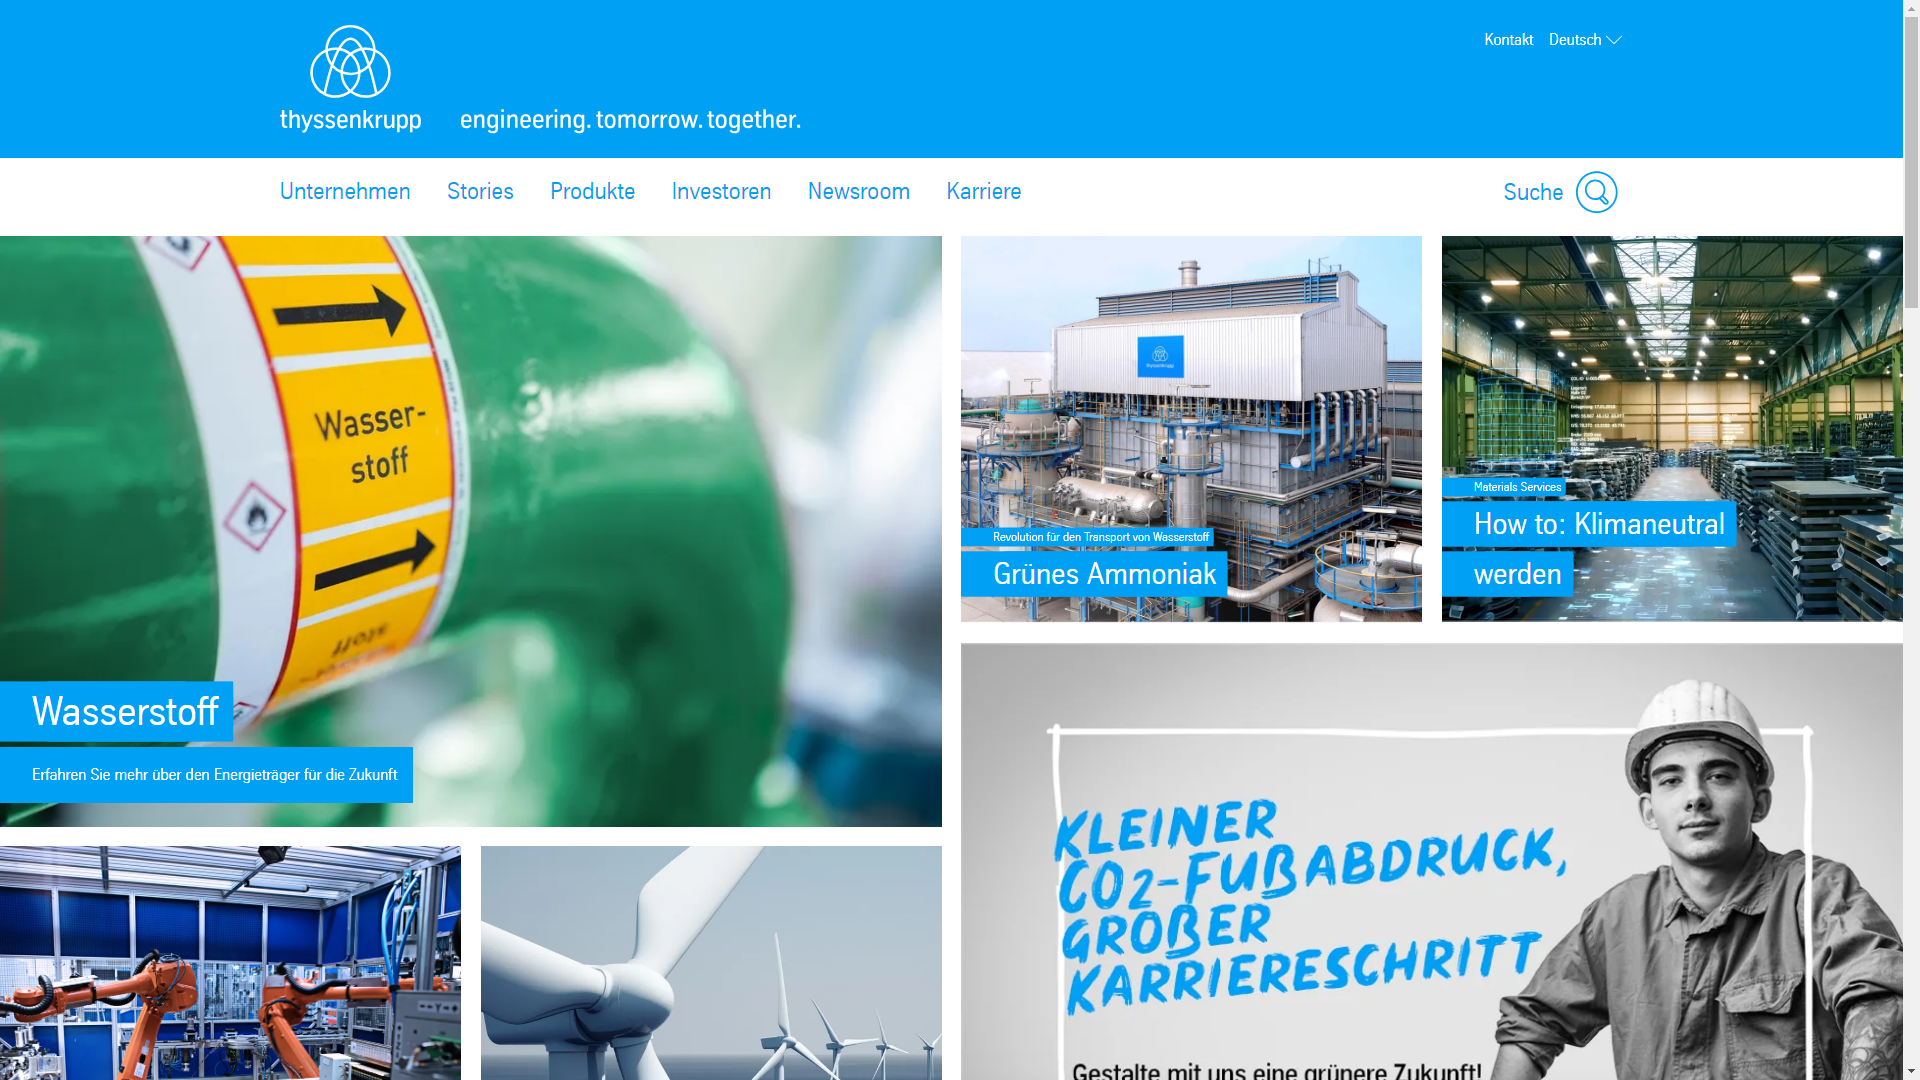 Kontakt Deutsch
thyssenkrupp
engineering. tomorrow. together.
Unternehmen Stories Produkte Investoren Newsroom Karriere
Suche
Wasser-
stoff
Wasserstoff
Erfahren Sie mehr über den Energieträger für die Zukunft
thyssenkrupp
Revolution für den Transport von Wasserstoff
Grünes Ammoniak
Materials Services
How to: Klimaneutral
werden
KLEINER
CO2-FUßABDRUCK,
GROßER
KARRIERESCHRITT
Gestalte mit uns eine grünere Zukunft!